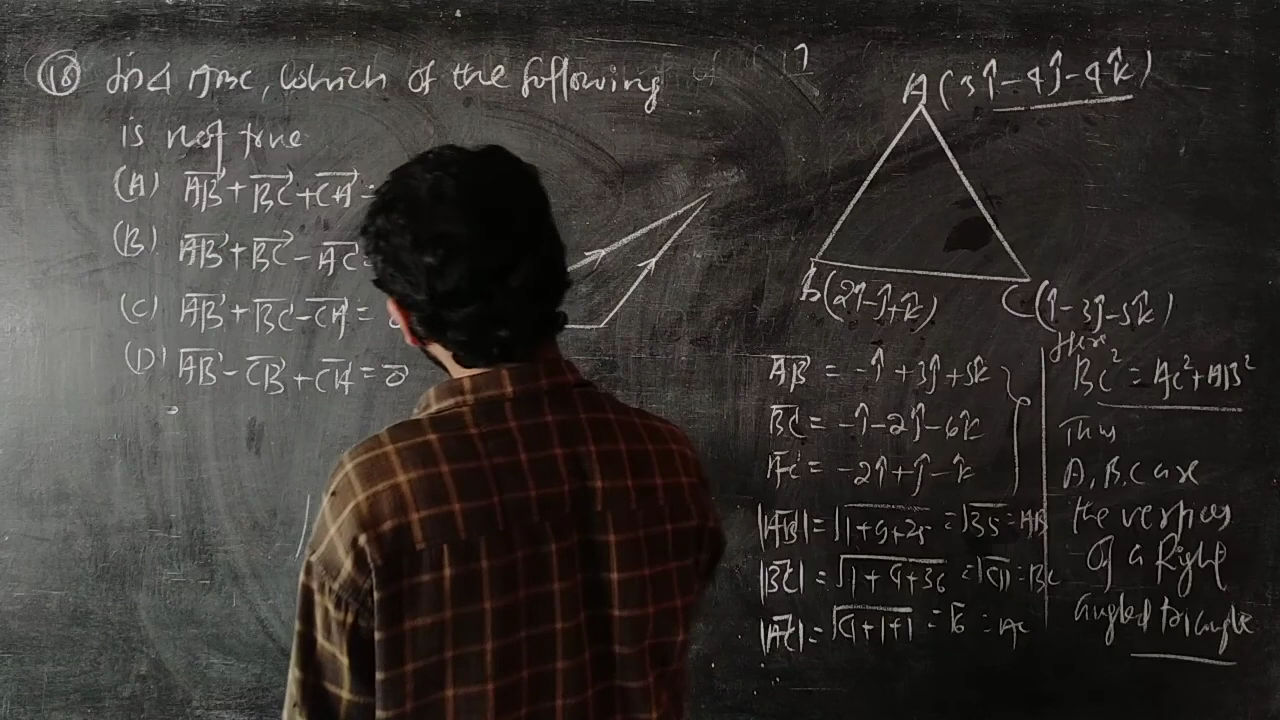 (18) In Δ ABC, which of the following
is not true
(A) AB + BC + CA =
(B) AB + BC - AC =
(C) AB + BC - CA =
(D) AB - CB + CA = 0
17
A (3î-4ĵ-4k̂)
B(2î-ĵ+k̂)
C(î-3ĵ-5k̂)
AB = -î+3ĵ+5k̂
BC = -î-2ĵ-6k̂
AC = -2î+ĵ-k̂
|AB| = √1+9+25 = √35 = AB
|BC| = √1+4+36 = √41 = BC
|AC| = √4+1+1 = √6 = AC
Here
BC² = AC²+AB²
Thus
A, B, C are
the vertices
Of a Right
angled triangle